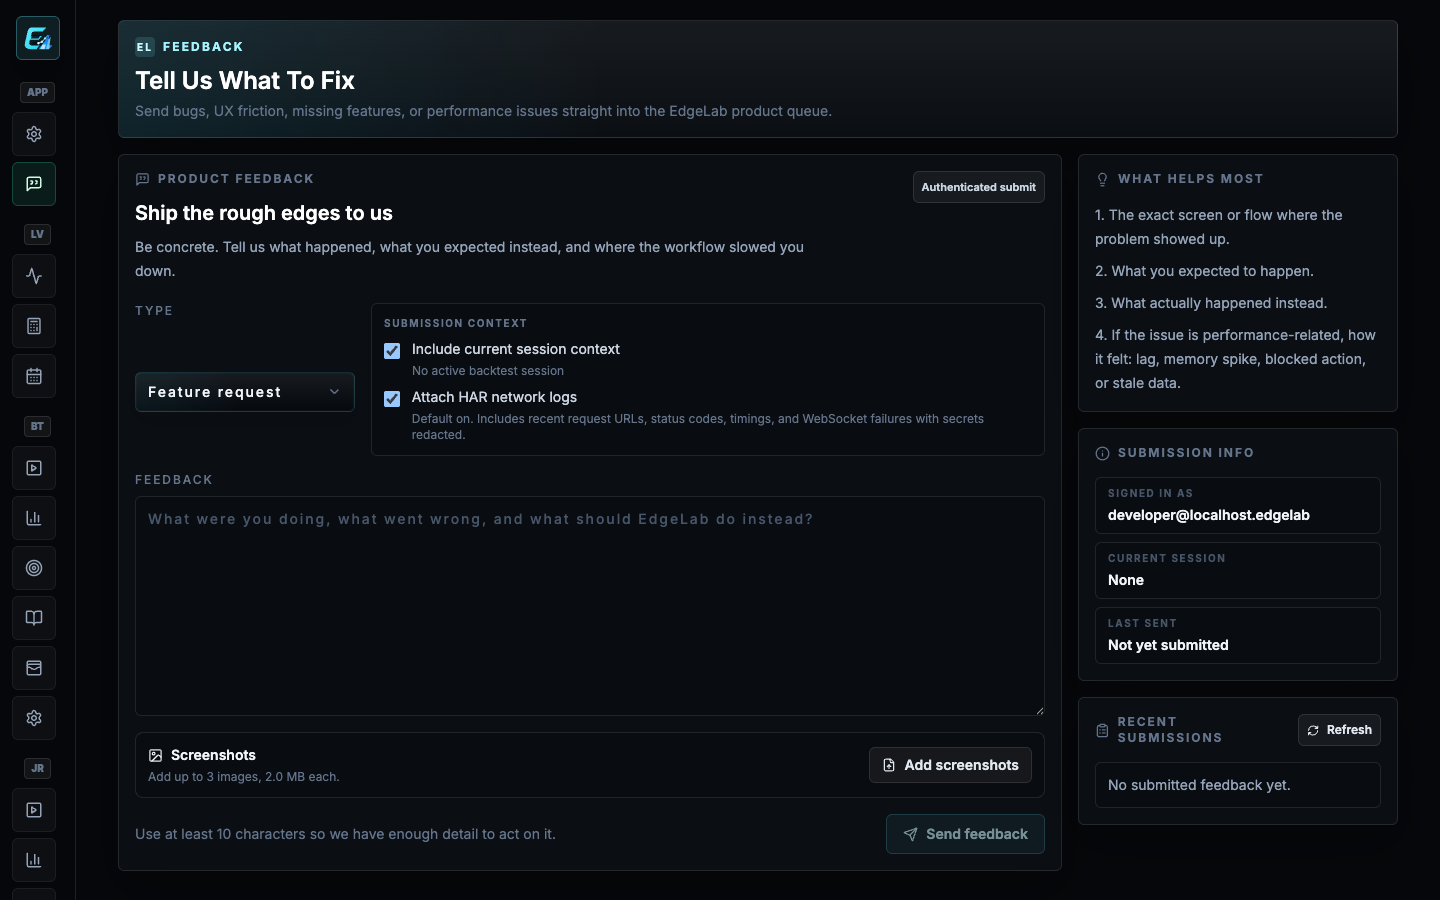 APP
LV
BT
JR
EL FEEDBACK
Tell Us What To Fix
Send bugs, UX friction, missing features, or performance issues straight into the EdgeLab product queue.
PRODUCT FEEDBACK
Authenticated submit
Ship the rough edges to us
Be concrete. Tell us what happened, what you expected instead, and where the workflow slowed you
down.
TYPE
Feature request
SUBMISSION CONTEXT
Include current session context
No active backtest session
Attach HAR network logs
Default on. Includes recent request URLs, status codes, timings, and WebSocket failures with secrets
redacted.
FEEDBACK
What were you doing, what went wrong, and what should EdgeLab do instead?
Screenshots
Add up to 3 images, 2.0 MB each.
Add screenshots
Use at least 10 characters so we have enough detail to act on it.
Send feedback
WHAT HELPS MOST
1. The exact screen or flow where the
problem showed up.
2. What you expected to happen.
3. What actually happened instead.
4. If the issue is performance-related, how
it felt: lag, memory spike, blocked action,
or stale data.
SUBMISSION INFO
SIGNED IN AS
developer@localhost.edgelab
CURRENT SESSION
None
LAST SENT
Not yet submitted
RECENT
SUBMISSIONS
Refresh
No submitted feedback yet.